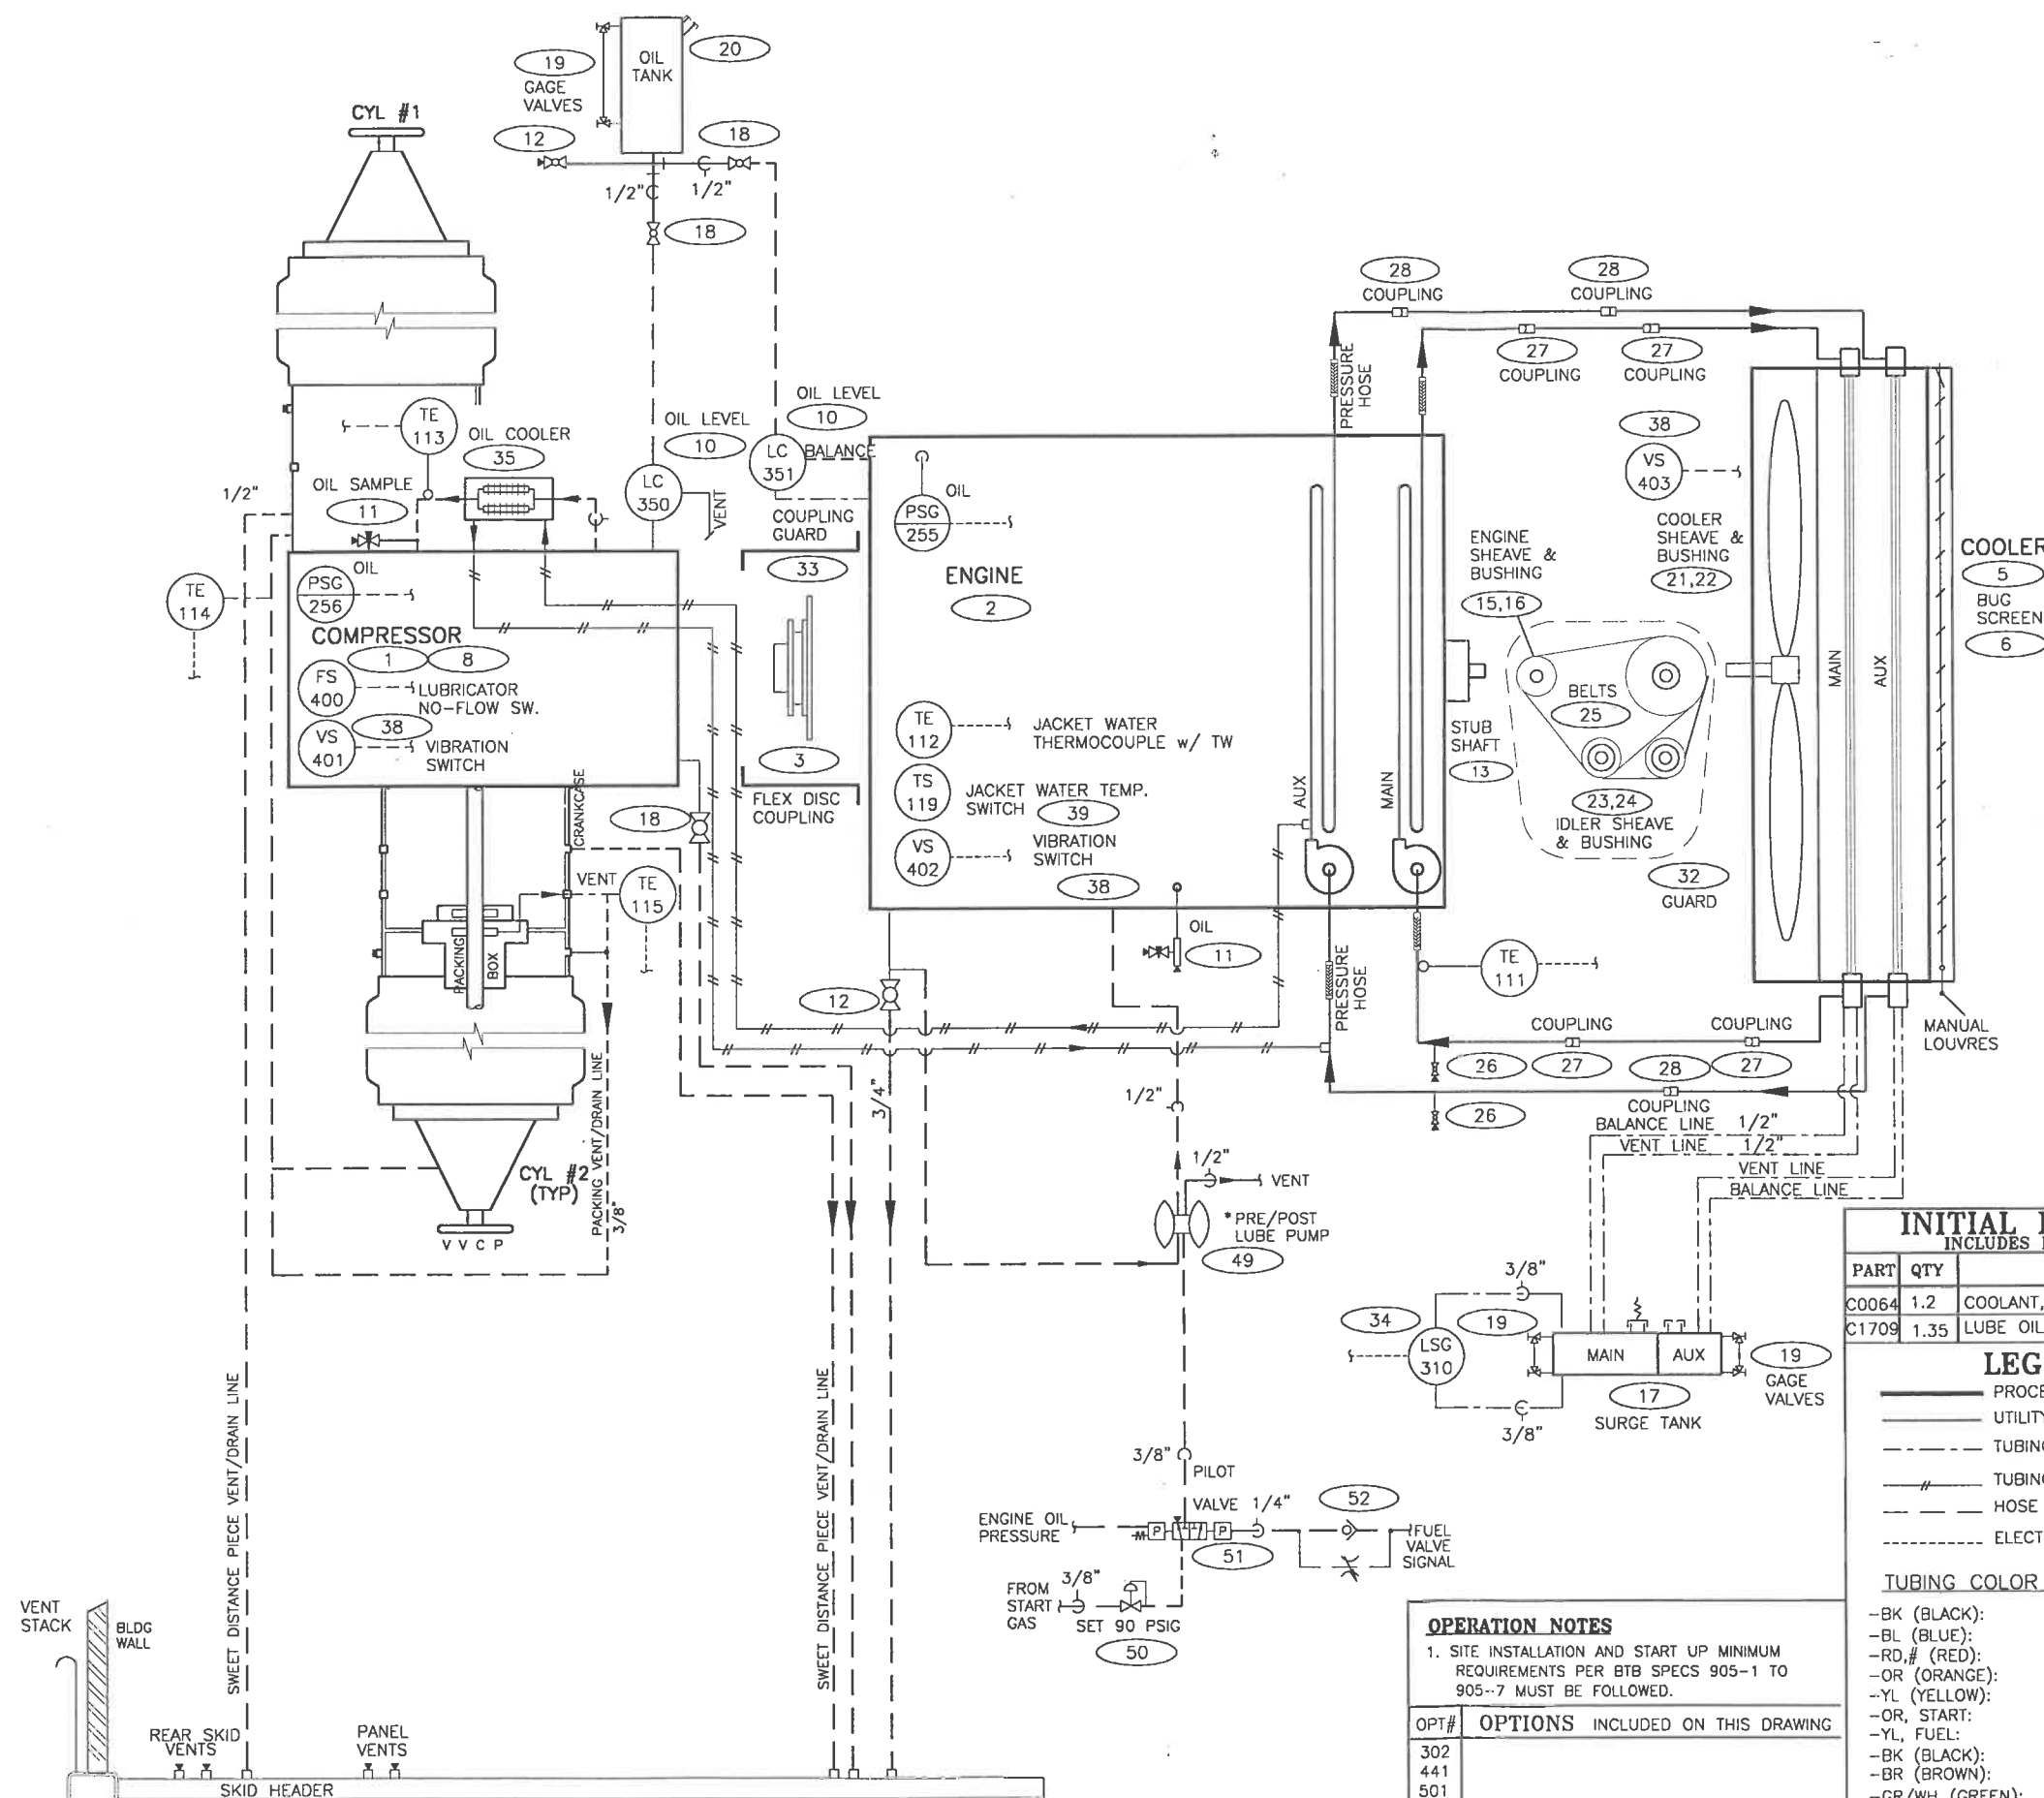 CYL #1
19
GAGE
VALVES
OIL
TANK
20
12
18
1/2"
1/2"
18
OIL LEVEL
10
OIL LEVEL
10
BALANCE
LC
351
LC
350
VENT
TE
113
OIL COOLER
35
OIL SAMPLE
11
1/2"
OIL
PSG
256
TE
114
COMPRESSOR
1
8
FS
400
LUBRICATOR
NO-FLOW SW.
38
VS
401
VIBRATION
SWITCH
CRANKCASE
18
VENT
TE
115
PACKING
BOX
PACKING VENT/DRAIN LINE
3/8"
CYL #2
(TYP)
V V C P
COUPLING
GUARD
33
3
FLEX DISC
COUPLING
OIL
PSG
255
ENGINE
2
TE
112
JACKET WATER
THERMOCOUPLE w/ TW
TS
119
JACKET WATER TEMP.
SWITCH
39
VS
402
VIBRATION
SWITCH
38
AUX
MAIN
PRESSURE
HOSE
28
COUPLING
28
COUPLING
27
COUPLING
27
COUPLING
38
VS
403
ENGINE
SHEAVE &
BUSHING
15,16
COOLER
SHEAVE &
BUSHING
21,22
BELTS
25
STUB
SHAFT
13
23,24
IDLER SHEAVE
& BUSHING
32
GUARD
MAIN
AUX
COOLER
5
BUG
SCREEN
6
MANUAL
LOUVRES
OIL
11
12
3/4"
PRESSURE
HOSE
TE
111
COUPLING
COUPLING
26
27
28
27
26
COUPLING
BALANCE LINE 1/2"
VENT LINE 1/2"
VENT LINE
BALANCE LINE
1/2"
1/2"
VENT
*PRE/POST
LUBE PUMP
49
3/8"
34
19
LSG
310
MAIN
AUX
19
GAGE
VALVES
17
SURGE TANK
3/8"
3/8"
PILOT
VALVE 1/4"
52
ENGINE OIL
PRESSURE
M
P
P
51
FUEL
VALVE
SIGNAL
FROM
START
GAS
3/8"
SET 90 PSIG
50
SWEET DISTANCE PIECE VENT/DRAIN LINE
SWEET DISTANCE PIECE VENT/DRAIN LINE
VENT
STACK
BLDG
WALL
REAR SKID
VENTS
PANEL
VENTS
SKID HEADER
OPERATION NOTES
1. SITE INSTALLATION AND START UP MINIMUM
REQUIREMENTS PER BTB SPECS 905-1 TO
905-7 MUST BE FOLLOWED.
OPT# OPTIONS INCLUDED ON THIS DRAWING
302
441
501
INITIAL
INCLUDES
PART QTY
C0064 1.2 COOLANT,
C1709 1.35 LUBE OIL
LEG
PROCE
UTILITY
TUBING
TUBING
HOSE
ELECT
TUBING COLOR
-BK (BLACK):
-BL (BLUE):
-RD,# (RED):
-OR (ORANGE):
-YL (YELLOW):
-OR, START:
-YL, FUEL:
-BK (BLACK):
-BR (BROWN):
-GR/WH (GREEN):